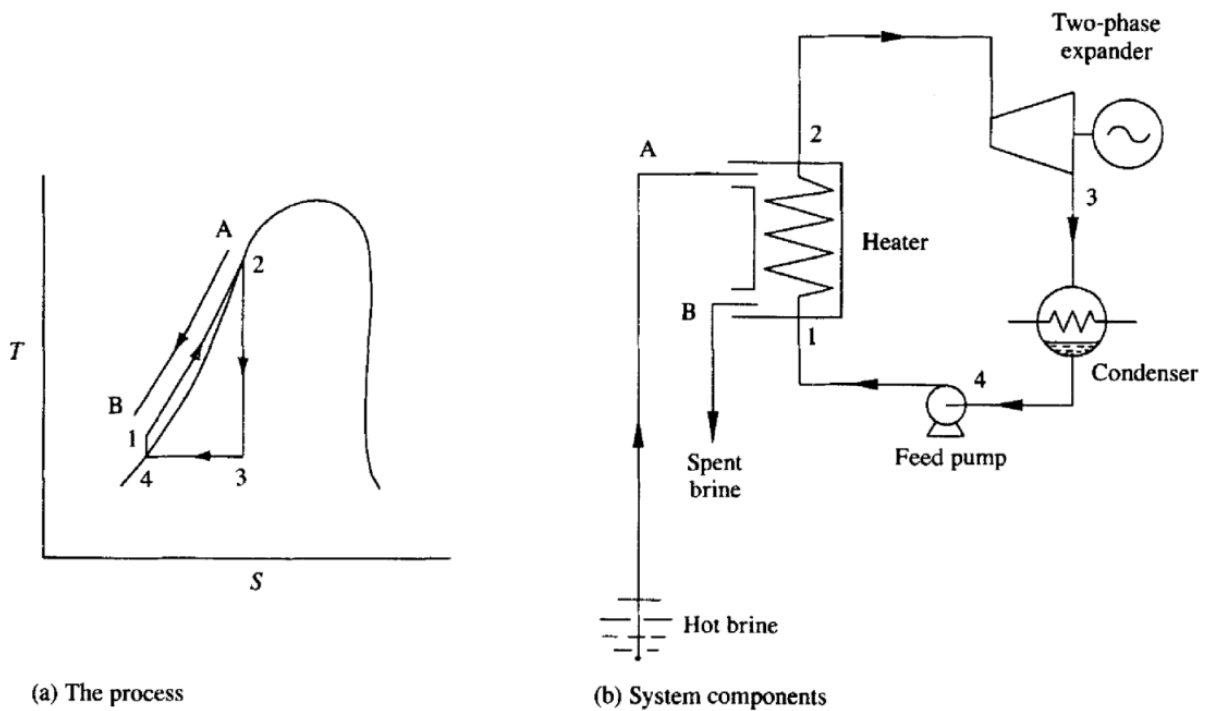 T
A
2
B
1
4
3
S
(a) The process
Two-phase
expander
A
2
3
Heater
B
1
Condenser
4
Spent
brine
Feed pump
Hot brine
(b) System components